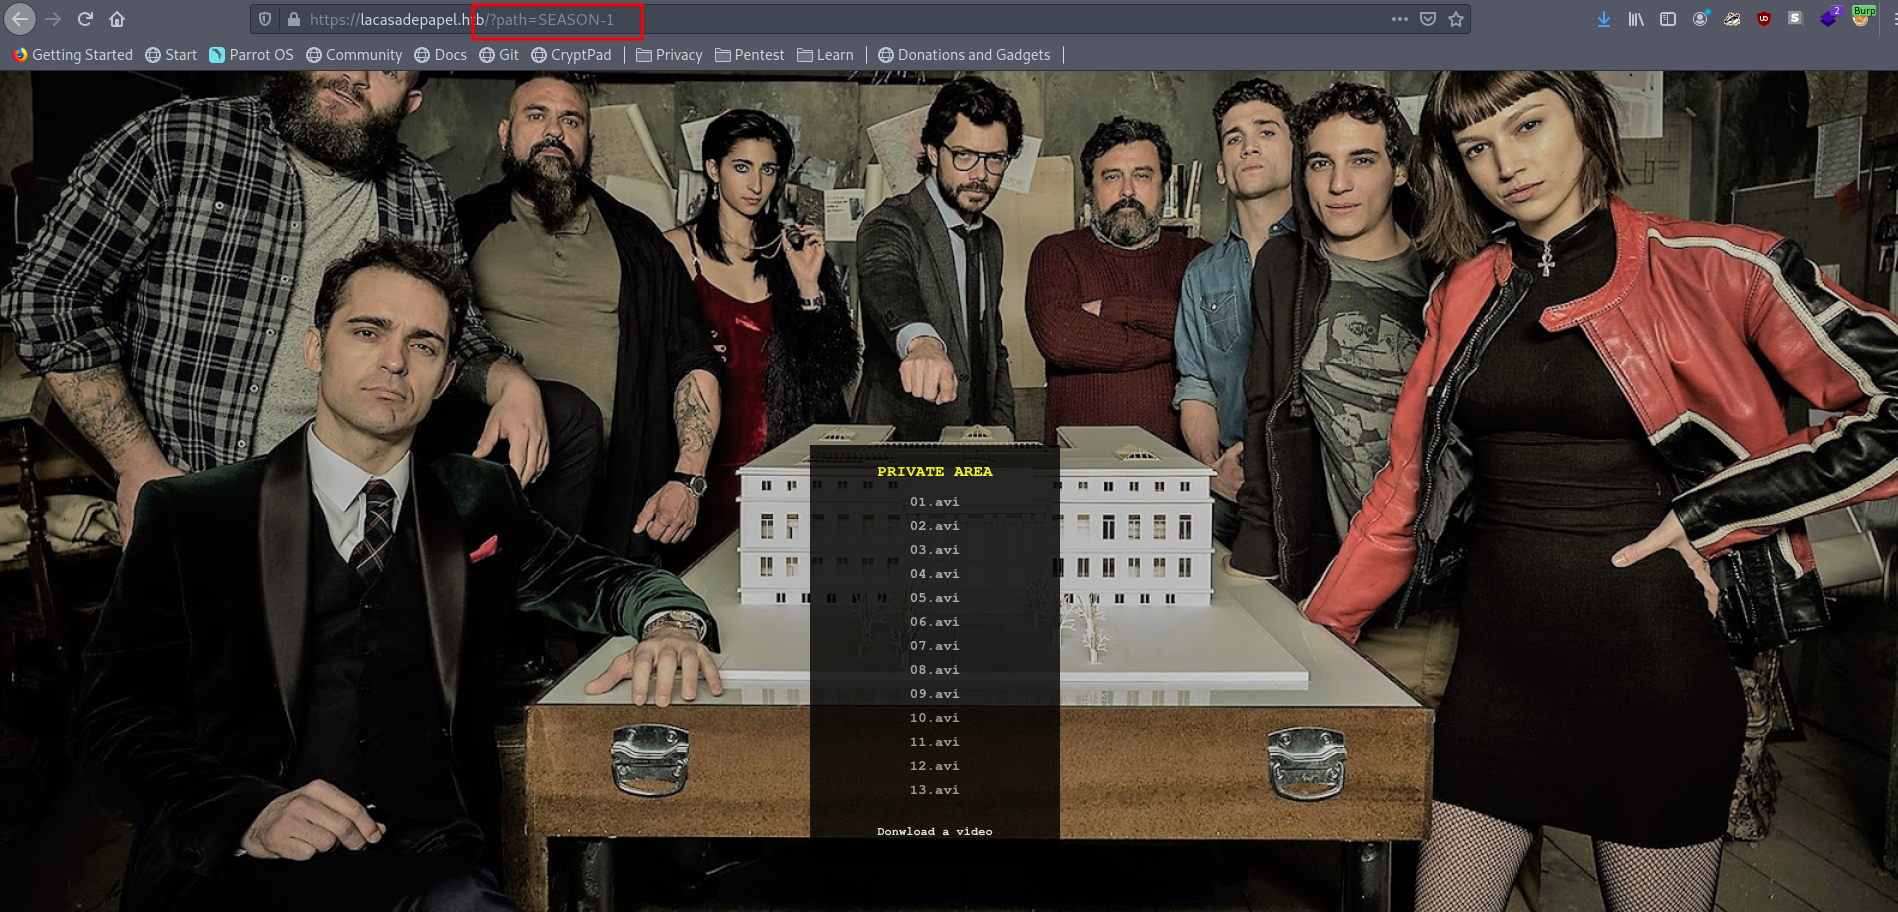 https://lacasadepapel.htb/?path=SEASON-1
2
Burp
Getting Started Start Parrot OS Community Docs Git CryptPad Privacy Pentest Learn Donations and Gadgets
PRIVATE AREA
01.avi
02.avi
03.avi
04.avi
05.avi
06.avi
07.avi
08.avi
09.avi
10.avi
11.avi
12.avi
13.avi
Donwload a video